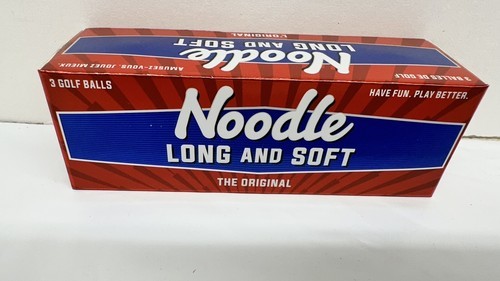 L'ORIGINAL
LONG AND SOFT
Noodle
AMUSEZ-VOUS. JOUEZ MIEUX.
3 BALLES DE GOLF
3 GOLF BALLS
HAVE FUN. PLAY BETTER.
Noodle
LONG AND SOFT
THE ORIGINAL